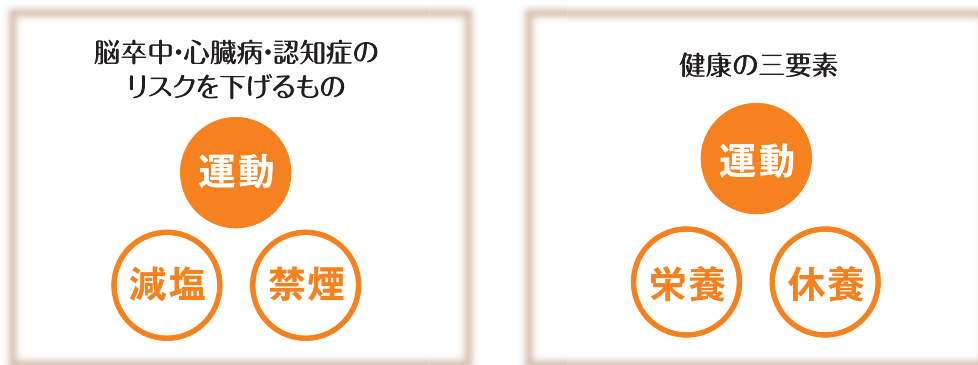 脳卒中・心臓病・認知症の
リスクを下げるもの
運動
減塩
禁煙
健康の三要素
運動
栄養
休養